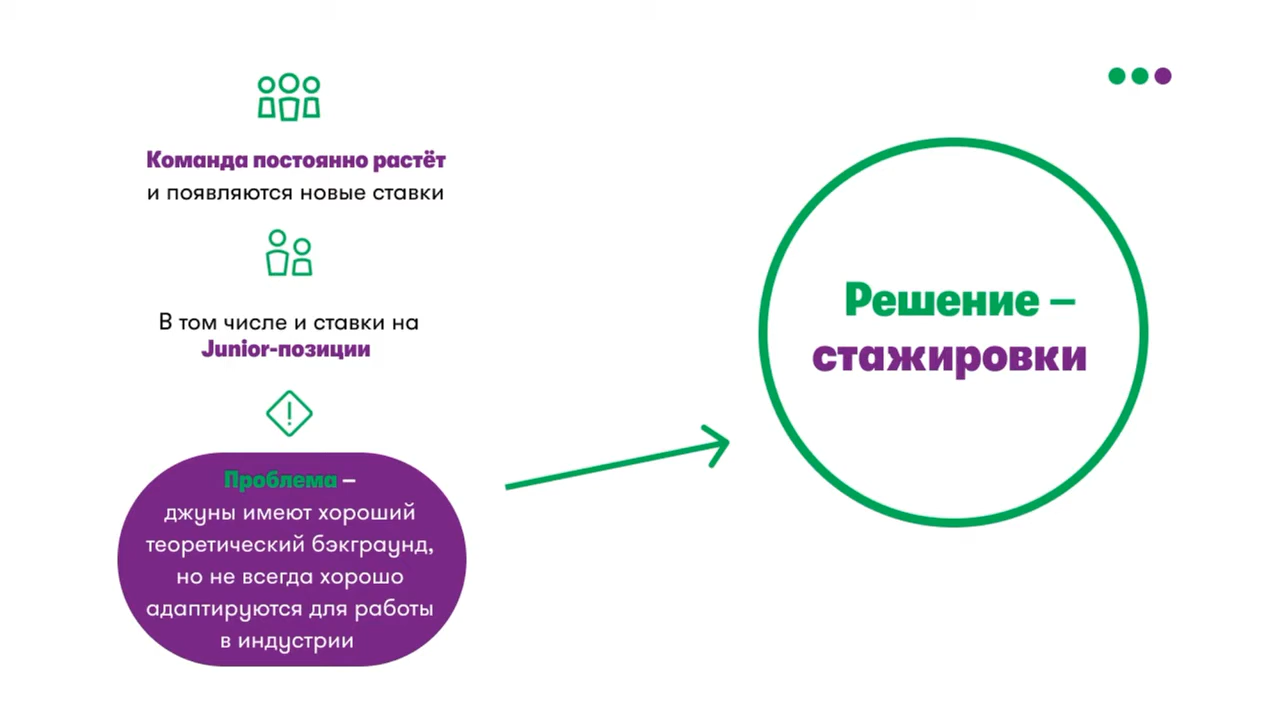 Команда постоянно растёт
и появляются новые ставки
В том числе и ставки на
Junior-позиции
Проблема –
джуны имеют хороший
теоретический бэкграунд,
но не всегда хорошо
адаптируются для работы
в индустрии
Решение –
стажировки